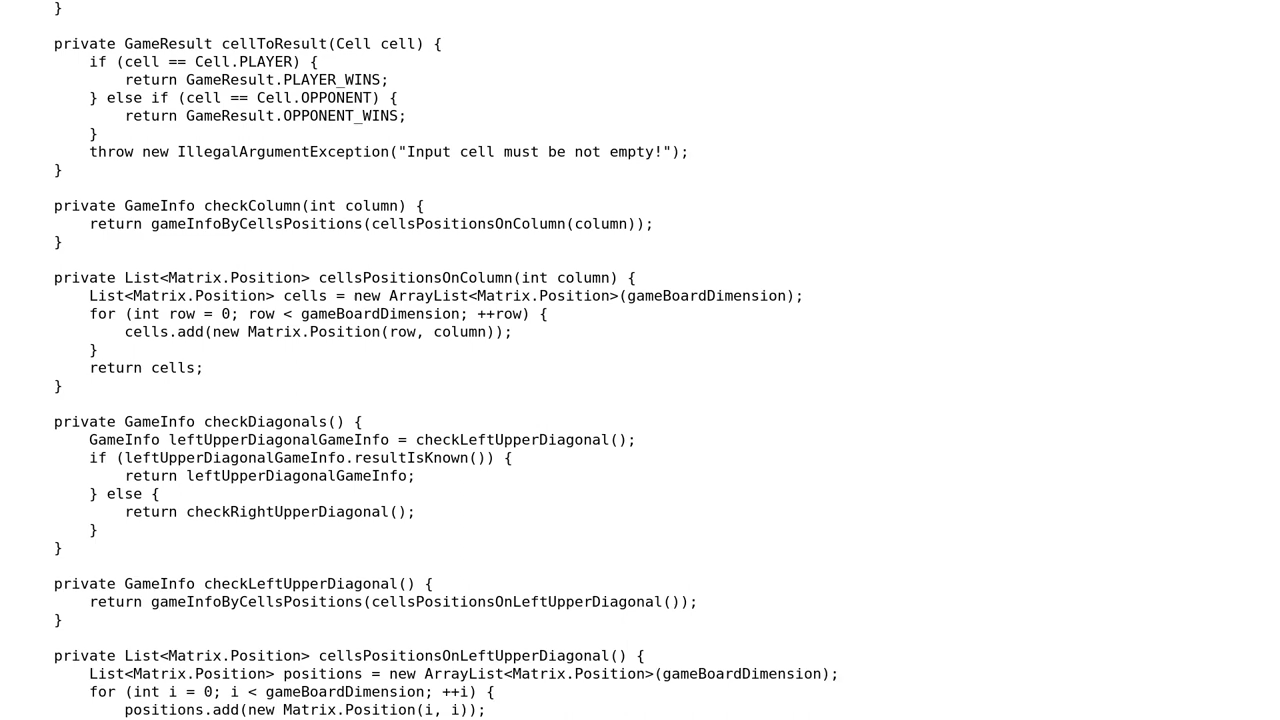 }
private GameResult cellToResult(Cell cell) {
if (cell == Cell.PLAYER) {
return GameResult.PLAYER_WINS;
} else if (cell == Cell.OPPONENT) {
return GameResult.OPPONENT_WINS;
}
throw new IllegalArgumentException("Input cell must be not empty!");
}
private GameInfo checkColumn(int column) {
return gameInfoByCellsPositions(cellsPositionsOnColumn(column));
}
private List<Matrix.Position> cellsPositionsOnColumn(int column) {
List<Matrix.Position> cells = new ArrayList<Matrix.Position>(gameBoardDimension);
for (int row = 0; row < gameBoardDimension; ++row) {
cells.add(new Matrix.Position(row, column));
}
return cells;
}
private GameInfo checkDiagonals() {
GameInfo leftUpperDiagonalGameInfo = checkLeftUpperDiagonal();
if (leftUpperDiagonalGameInfo.resultIsKnown()) {
return leftUpperDiagonalGameInfo;
} else {
return checkRightUpperDiagonal();
}
}
private GameInfo checkLeftUpperDiagonal() {
return gameInfoByCellsPositions(cellsPositionsOnLeftUpperDiagonal());
}
private List<Matrix.Position> cellsPositionsOnLeftUpperDiagonal() {
List<Matrix.Position> positions = new ArrayList<Matrix.Position>(gameBoardDimension);
for (int i = 0; i < gameBoardDimension; ++i) {
positions.add(new Matrix.Position(i, i));